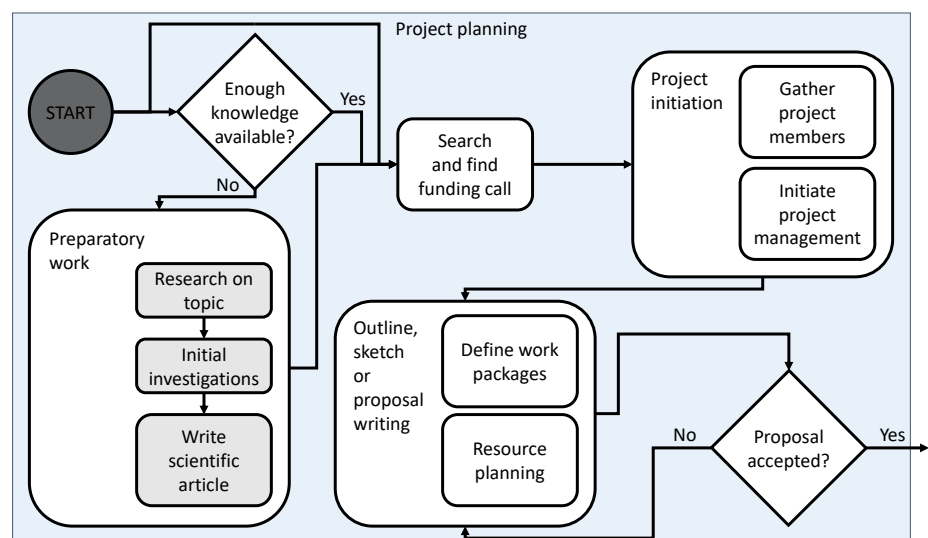 Project planning
START
Enough
knowledge
available?
Yes
No
Search
and find
funding call
Project
initiation
Gather
project
members
Initiate
project
management
Preparatory
work
Research on
topic
Initial
investigations
Write
scientific
article
Outline,
sketch
or
proposal
writing
Define work
packages
Resource
planning
No
Proposal
accepted?
Yes